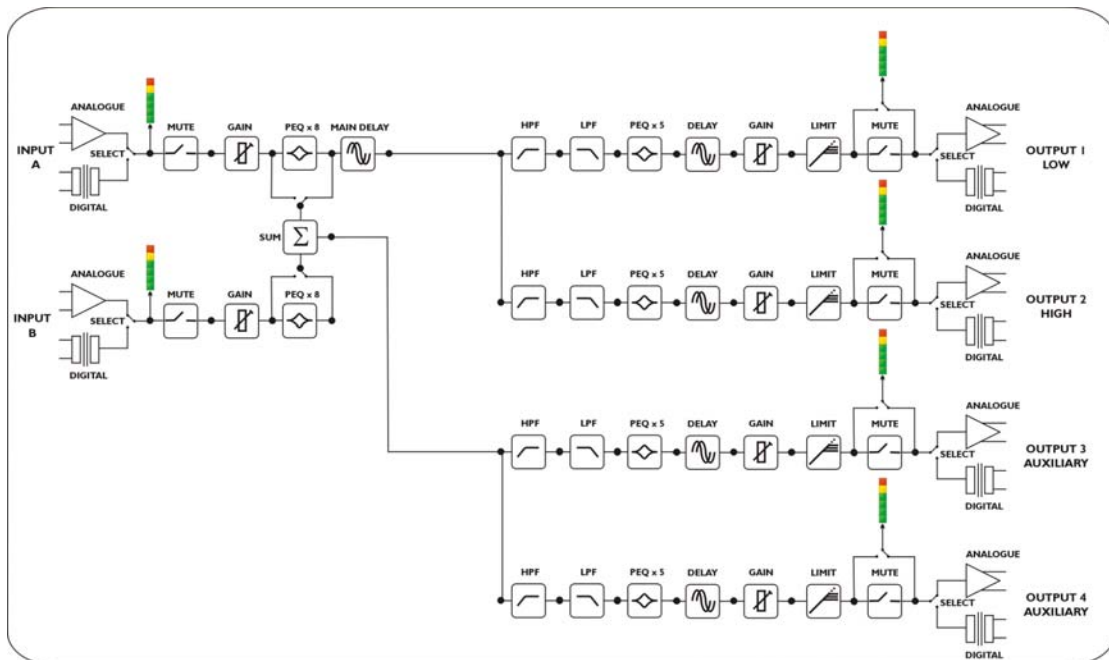 ANALOGUE
INPUT
A
SELECT
DIGITAL
MUTE
GAIN
PEQ x 8
MAIN DELAY
SUM
Σ
ANALOGUE
INPUT
B
SELECT
DIGITAL
MUTE
GAIN
PEQ x 8
HPF
LPF
PEQ x 5
DELAY
GAIN
LIMIT
MUTE
SELECT
ANALOGUE
DIGITAL
OUTPUT 1
LOW
HPF
LPF
PEQ x 5
DELAY
GAIN
LIMIT
MUTE
SELECT
ANALOGUE
DIGITAL
OUTPUT 2
HIGH
HPF
LPF
PEQ x 5
DELAY
GAIN
LIMIT
MUTE
SELECT
ANALOGUE
DIGITAL
OUTPUT 3
AUXILIARY
HPF
LPF
PEQ x 5
DELAY
GAIN
LIMIT
MUTE
SELECT
ANALOGUE
DIGITAL
OUTPUT 4
AUXILIARY